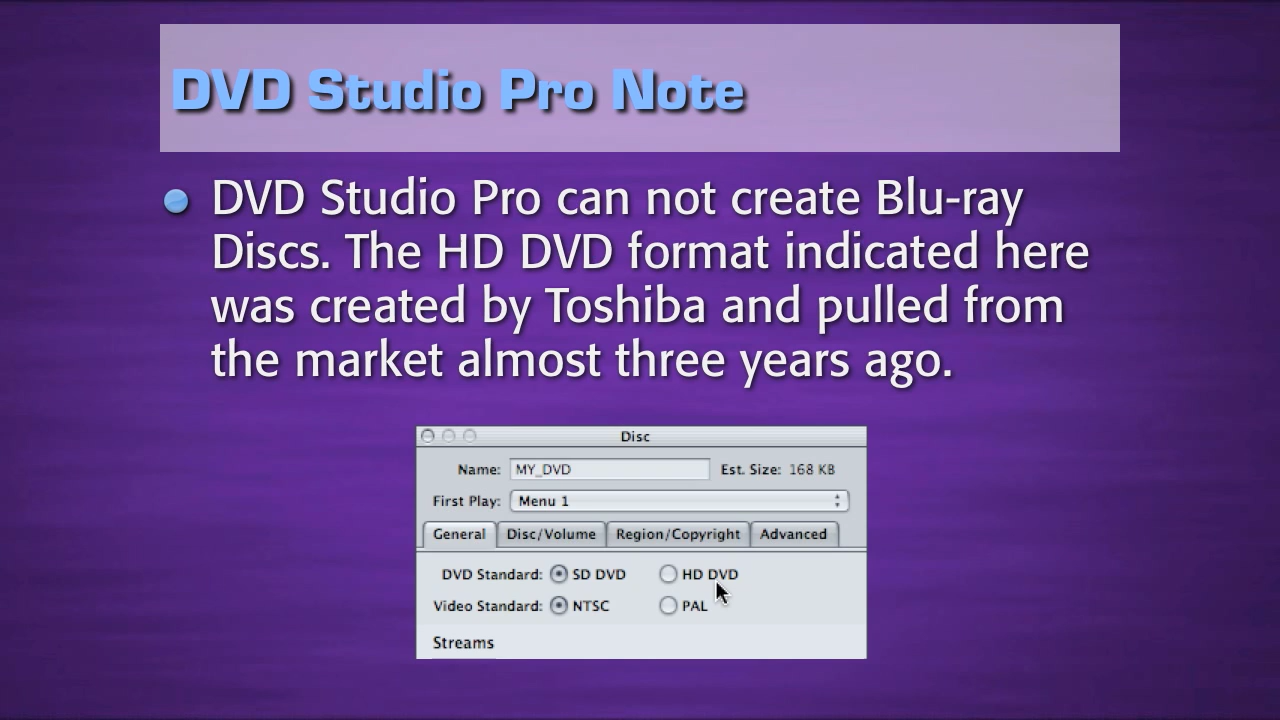 DVD Studio Pro Note
DVD Studio Pro can not create Blu-ray
Discs. The HD DVD format indicated here
was created by Toshiba and pulled from
the market almost three years ago.
Disc
Name: MY_DVD Est. Size: 168 KB
First Play: Menu 1
General Disc/Volume Region/Copyright Advanced
DVD Standard: SD DVD HD DVD
Video Standard: NTSC PAL
Streams